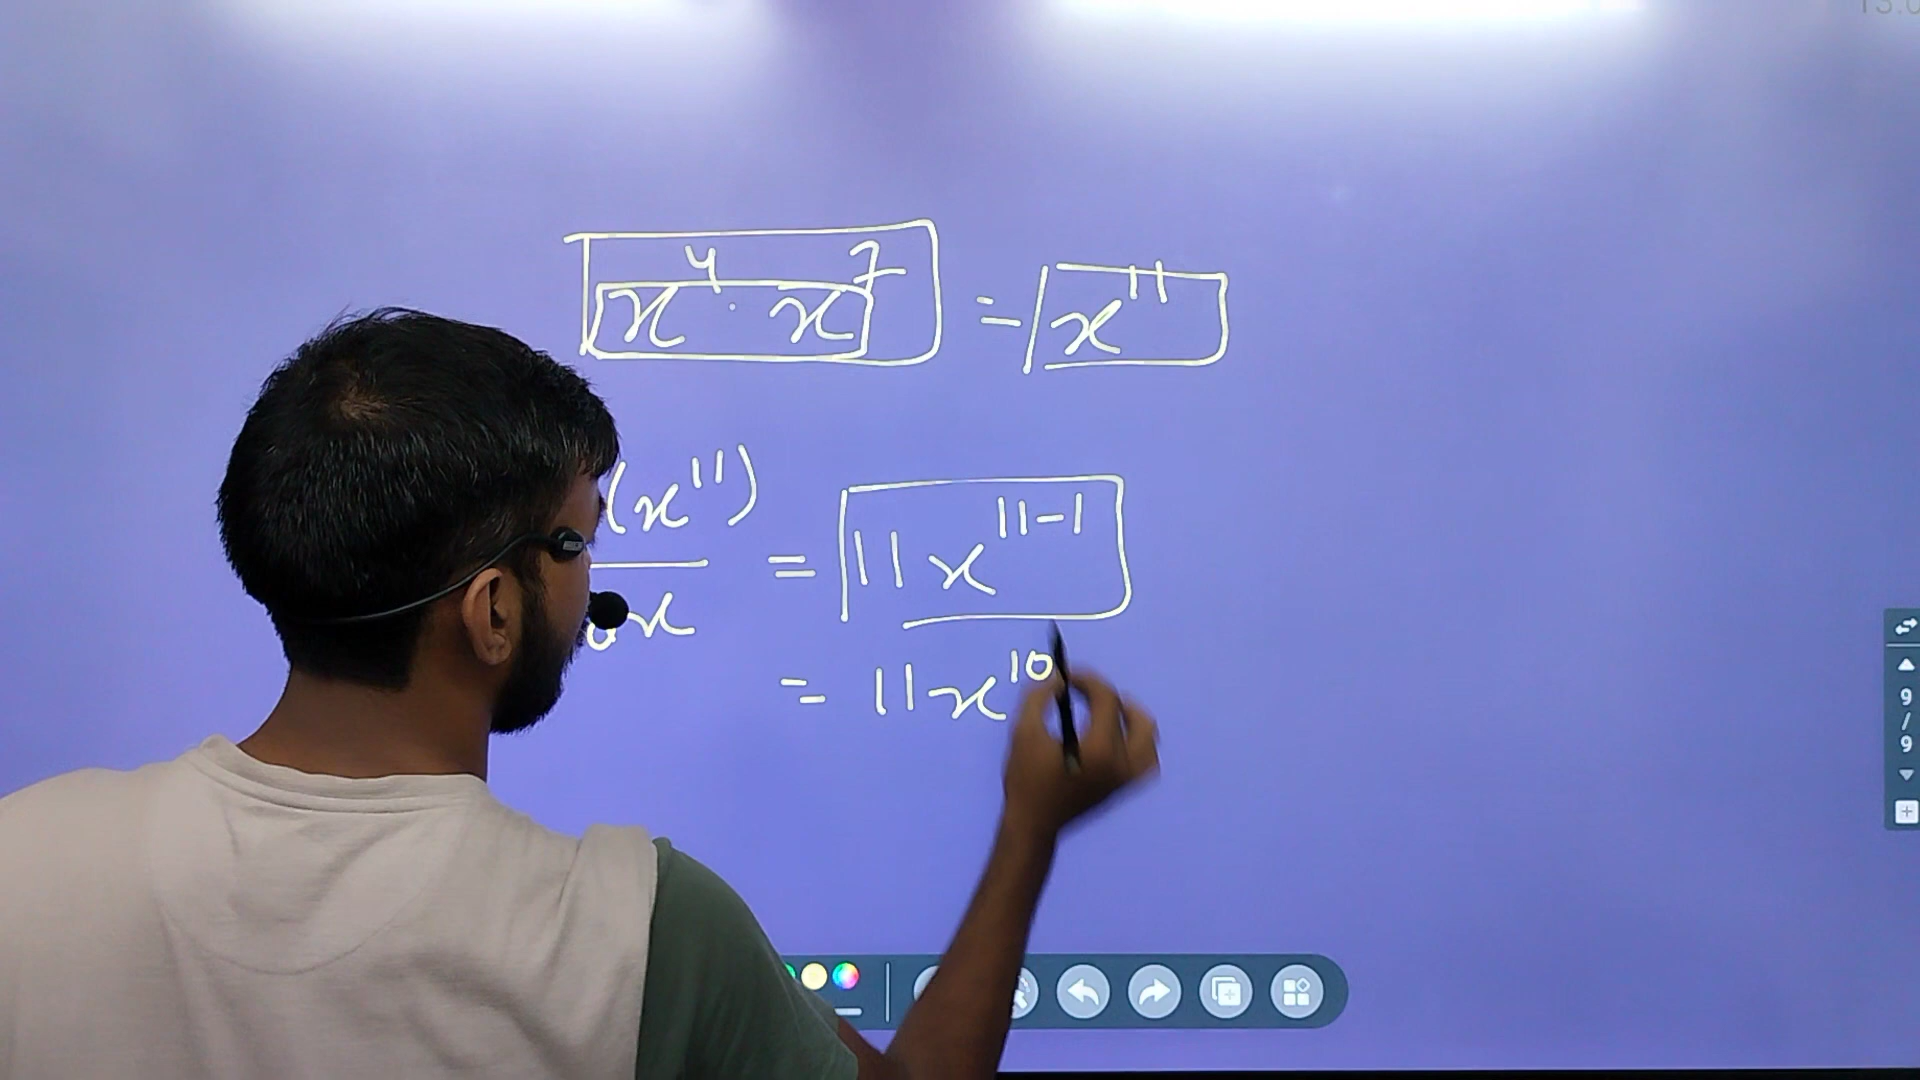 x⁴ · x⁷ = x¹¹
(x¹¹)
x
= 11x¹¹⁻¹
= 11x¹⁰
9
/
9